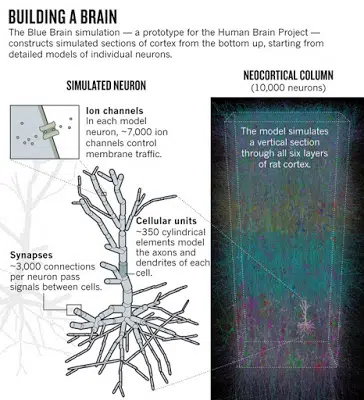 BUILDING A BRAIN
The Blue Brain simulation — a prototype for the Human Brain Project —
constructs simulated sections of cortex from the bottom up, starting from
detailed models of individual neurons.
SIMULATED NEURON
Ion channels
In each model
neuron, ~7,000 ion
channels control
membrane traffic.
Cellular units
~350 cylindrical
elements model
the axons and
dendrites of each
cell.
Synapses
~3,000 connections
per neuron pass
signals between cells.
NEOCORTICAL COLUMN
(10,000 neurons)
The model simulates
a vertical section
through all six layers
of rat cortex.